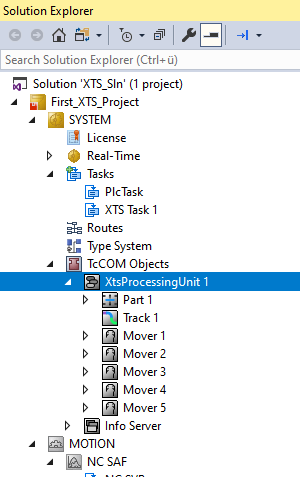 Solution Explorer
Search Solution Explorer (Ctrl+ü)
Solution 'XTS_Sln' (1 project)
First_XTS_Project
SYSTEM
License
Real-Time
Tasks
PlcTask
XTS Task 1
Routes
Type System
TcCOM Objects
XtsProcessingUnit 1
Part 1
Track 1
Mover 1
Mover 2
Mover 3
Mover 4
Mover 5
Info Server
MOTION
NC SAF